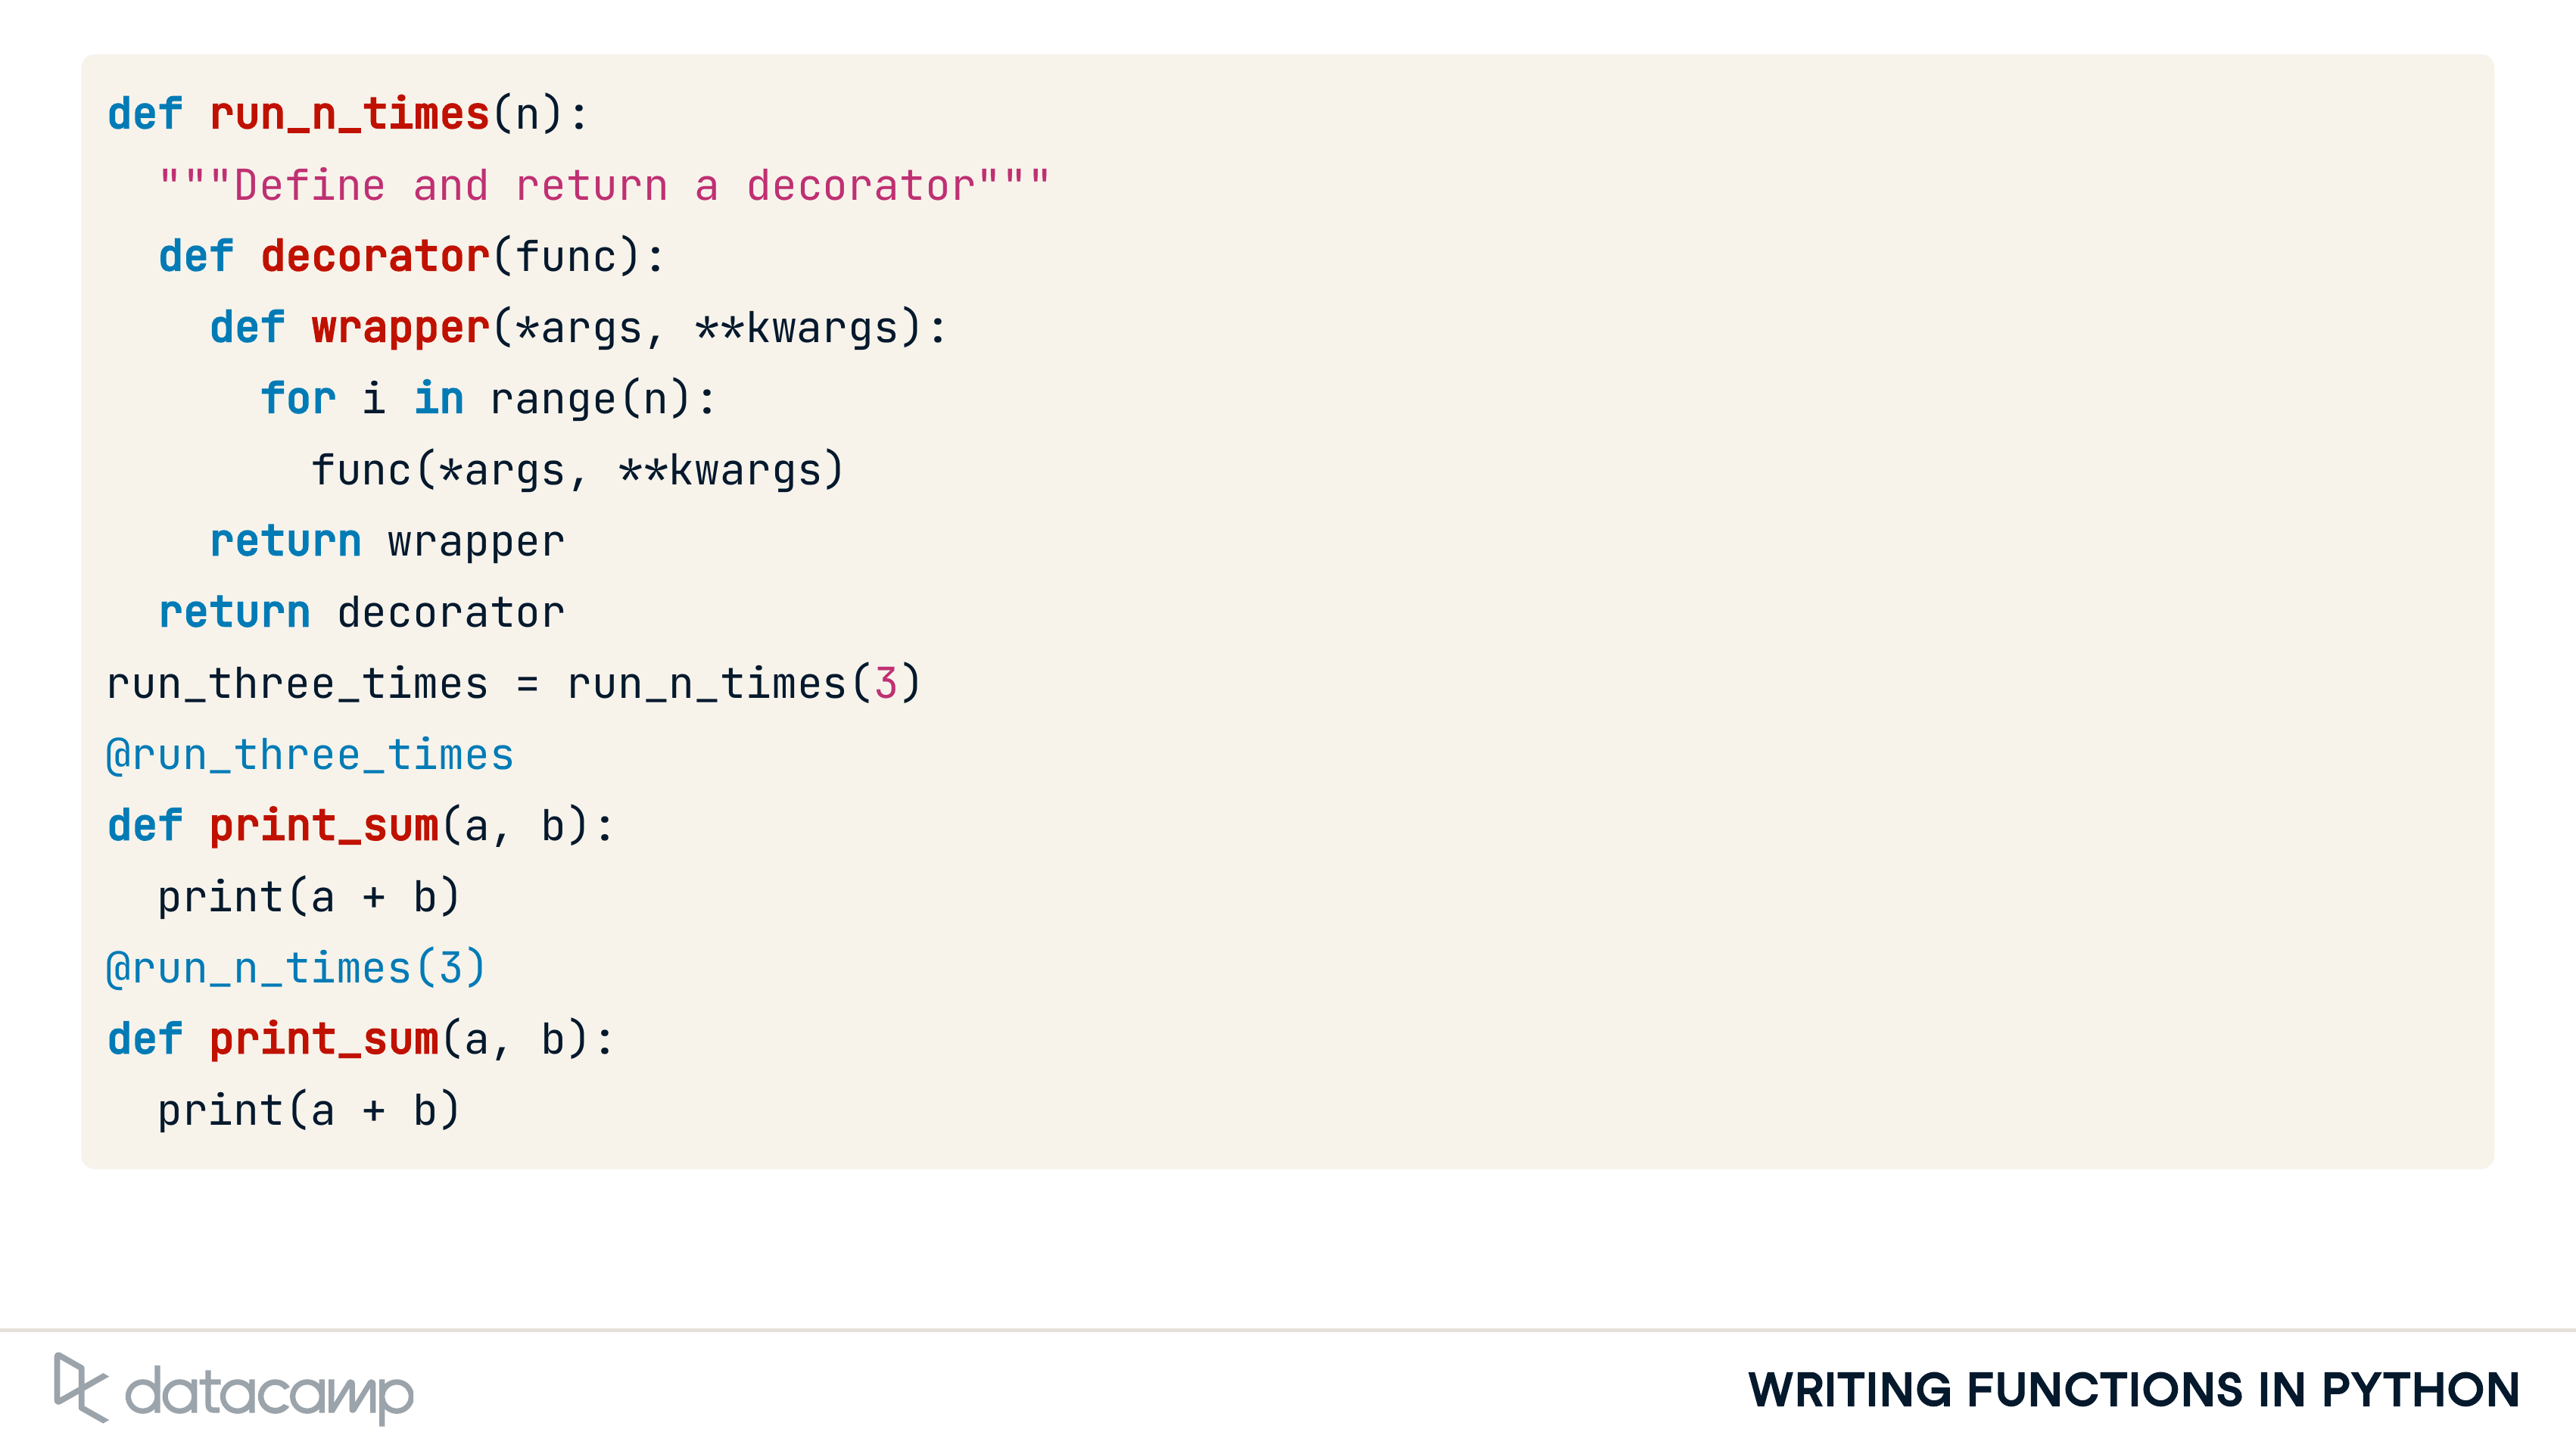 def run_n_times(n):
  """Define and return a decorator"""
  def decorator(func):
    def wrapper(*args, **kwargs):
      for i in range(n):
        func(*args, **kwargs)
    return wrapper
  return decorator
run_three_times = run_n_times(3)
@run_three_times
def print_sum(a, b):
  print(a + b)
@run_n_times(3)
def print_sum(a, b):
  print(a + b)
datacamp
WRITING FUNCTIONS IN PYTHON